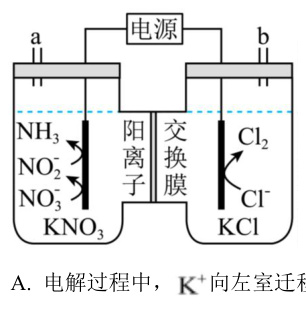 电源
a b
NH₃ 阳离子 交换膜 Cl₂
NO₂⁻
NO₃⁻ Cl⁻
KNO₃ KCl
A. 电解过程中，K⁺向左室迁移